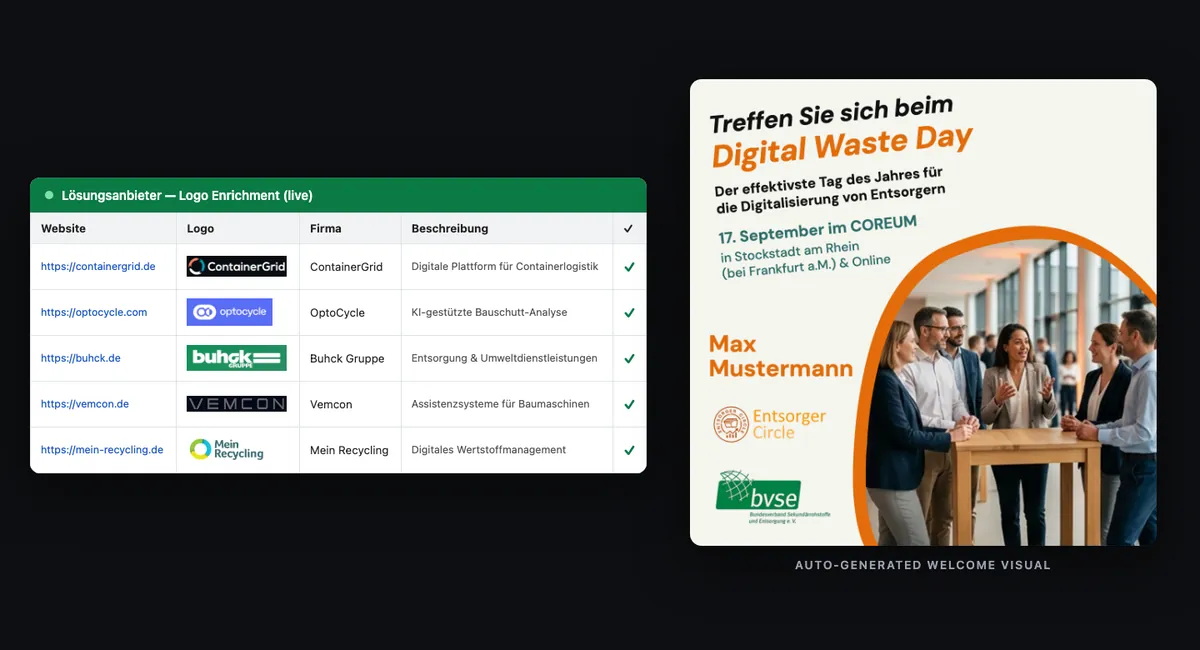 Lösungsanbieter — Logo Enrichment (live)
Website Logo Firma Beschreibung ✓
https://containergrid.de ContainerGrid ContainerGrid Digitale Plattform für Containerlogistik ✓
https://optocycle.com optocycle OptoCycle KI-gestützte Bauschutt-Analyse ✓
https://buhck.de buhck GRUPPE Buhck Gruppe Entsorgung & Umweltdienstleistungen ✓
https://vemcon.de VEMCON Vemcon Assistenzsysteme für Baumaschinen ✓
https://mein-recycling.de Mein Recycling Mein Recycling Digitales Wertstoffmanagement ✓
Treffen Sie sich beim
Digital Waste Day
Der effektivste Tag des Jahres für
die Digitalisierung von Entsorgern
17. September im COREUM
in Stockstadt am Rhein
(bei Frankfurt a.M.) & Online
Max
Mustermann
ENTSORGER CIRCLE
Entsorger
Circle
bvse
Bundesverband Sekundärrohstoffe
und Entsorgung e. V.
AUTO-GENERATED WELCOME VISUAL